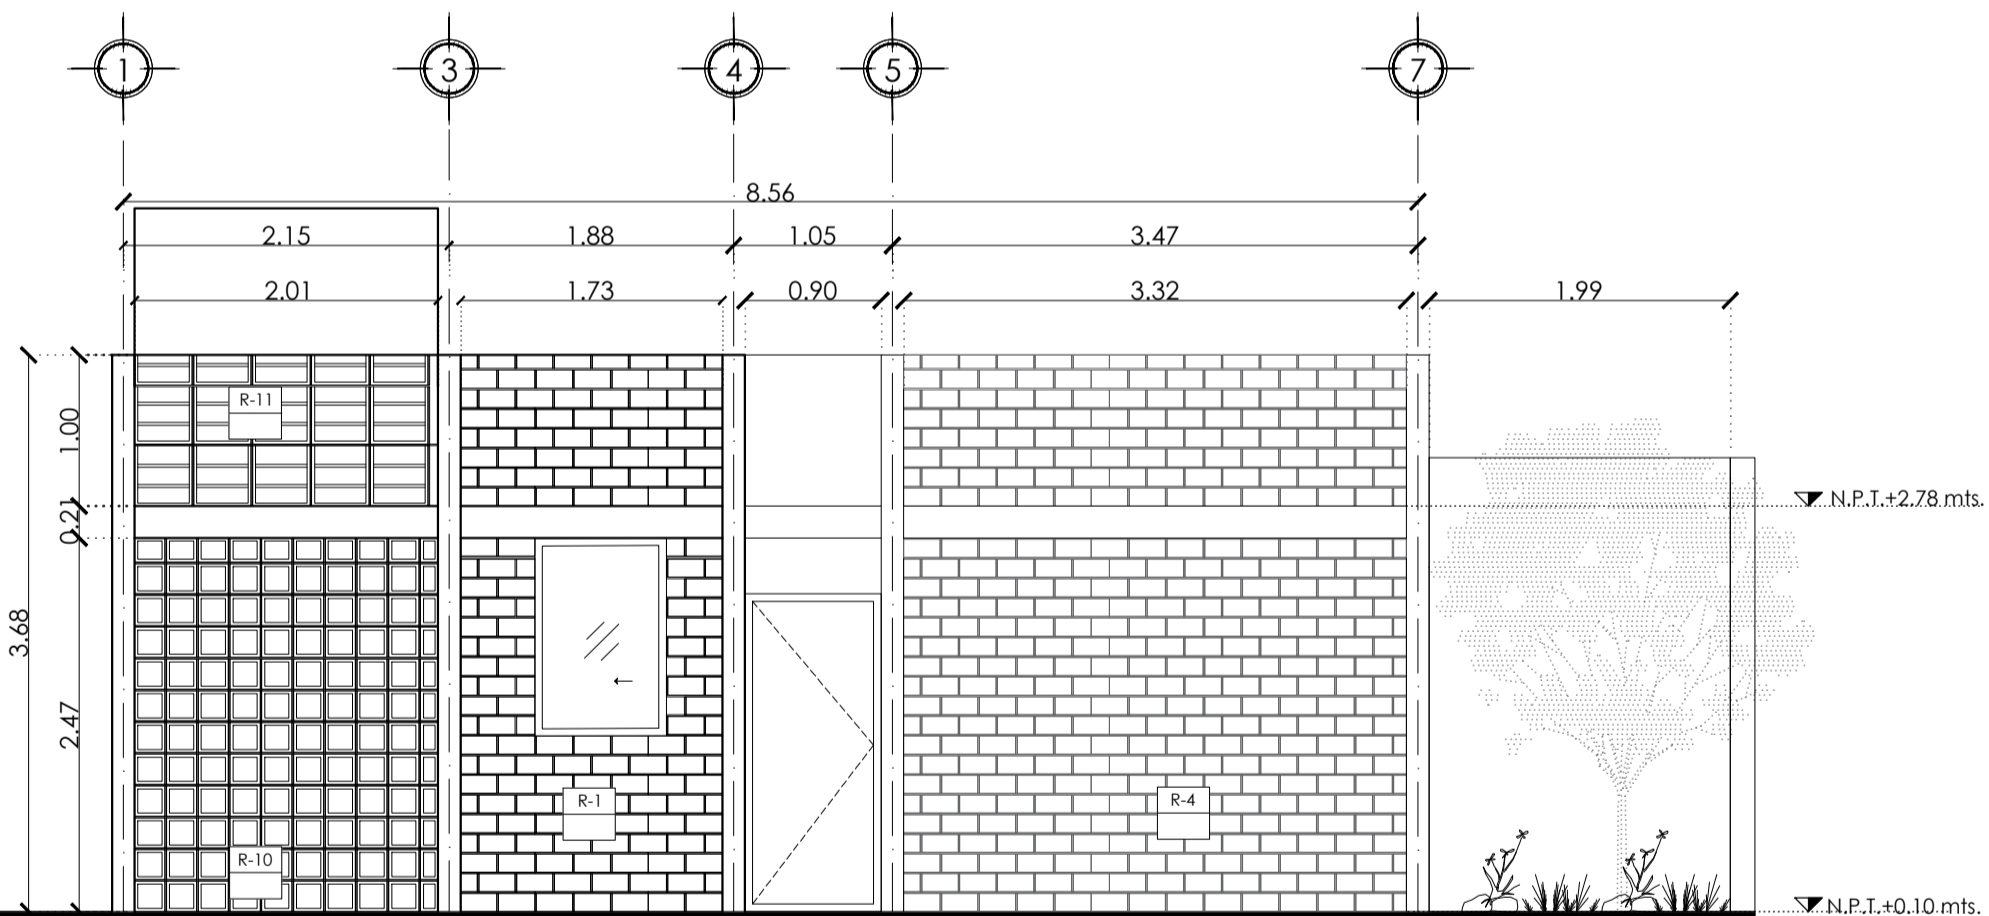 1 3 4 5 7
8.56
2.15 1.88 1.05 3.47
2.01 1.73 0.90 3.32 1.99
1.00
R-11
0.21
N.P.T.+2.78 mts.
3.68
2.47
R-1
R-4
R-10
N.P.T.+0.10 mts.